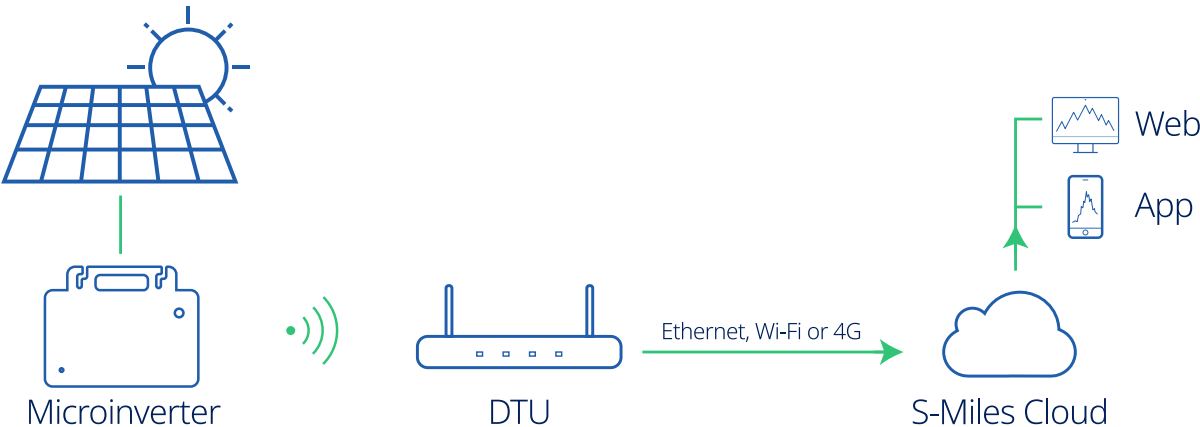 Web
App
Ethernet, Wi-Fi or 4G
Microinverter
DTU
S-Miles Cloud